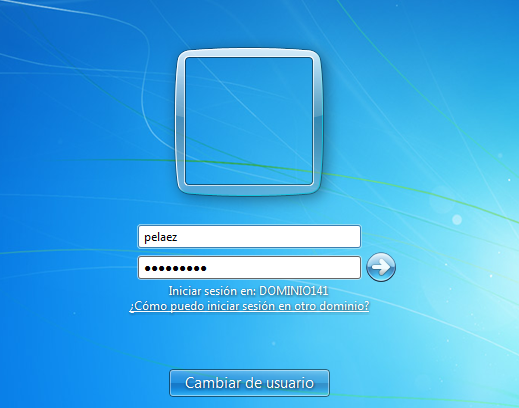 pelaez
●●●●●●●●●
Iniciar sesión en: DOMINIO141
¿Cómo puedo iniciar sesión en otro dominio?
Cambiar de usuario